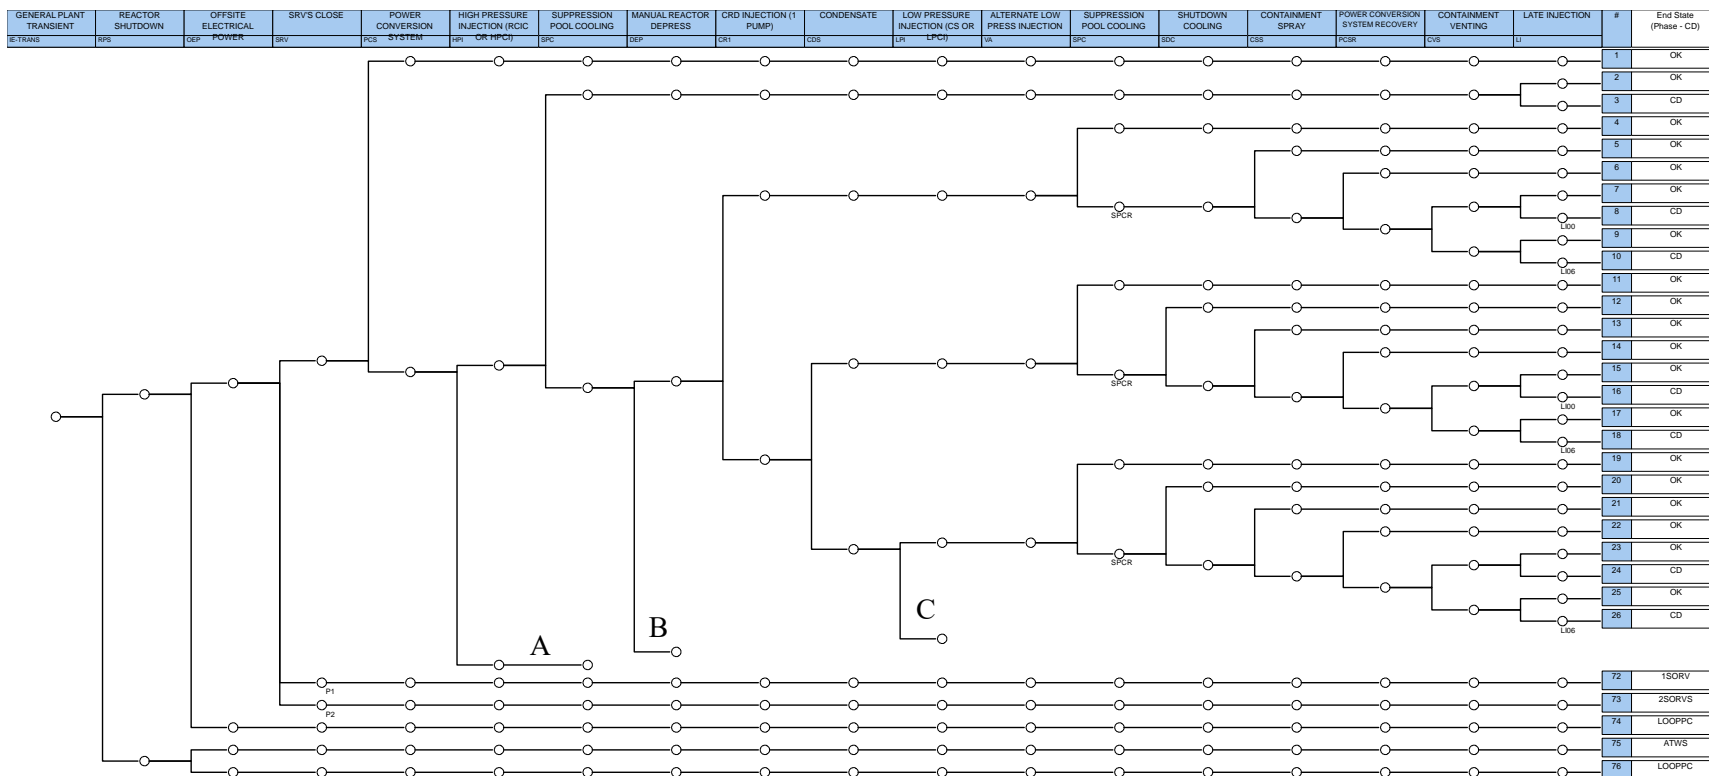 GENERAL PLANT TRANSIENT
IE-TRANS
REACTOR SHUTDOWN
RPS
OFFSITE ELECTRICAL POWER
OEP
SRV'S CLOSE
SRV
POWER CONVERSION SYSTEM
PCS
HIGH PRESSURE INJECTION (RCIC OR HPCI)
HPI
SUPPRESSION POOL COOLING
SPC
MANUAL REACTOR DEPRESS
DEP
CRD INJECTION (1 PUMP)
CR1
CONDENSATE
CDS
LOW PRESSURE INJECTION (CS OR LPCI)
LPI
ALTERNATE LOW PRESS INJECTION
VA
SUPPRESSION POOL COOLING
SPC
SHUTDOWN COOLING
SDC
CONTAINMENT SPRAY
CSS
POWER CONVERSION SYSTEM RECOVERY
PCSR
CONTAINMENT VENTING
CVS
LATE INJECTION
LI
#
End State
(Phase - CD)
1 OK
2 OK
3 CD
4 OK
5 OK
6 OK
7 OK
SPCR
8 CD
LI00
9 OK
10 CD
LI06
11 OK
12 OK
13 OK
14 OK
15 OK
SPCR
16 CD
LI00
17 OK
18 CD
LI06
19 OK
20 OK
21 OK
22 OK
23 OK
SPCR
24 CD
25 OK
C
26 CD
LI06
B
A
72 1SORV
P1
73 2SORVS
P2
74 LOOPPC
75 ATWS
76 LOOPPC